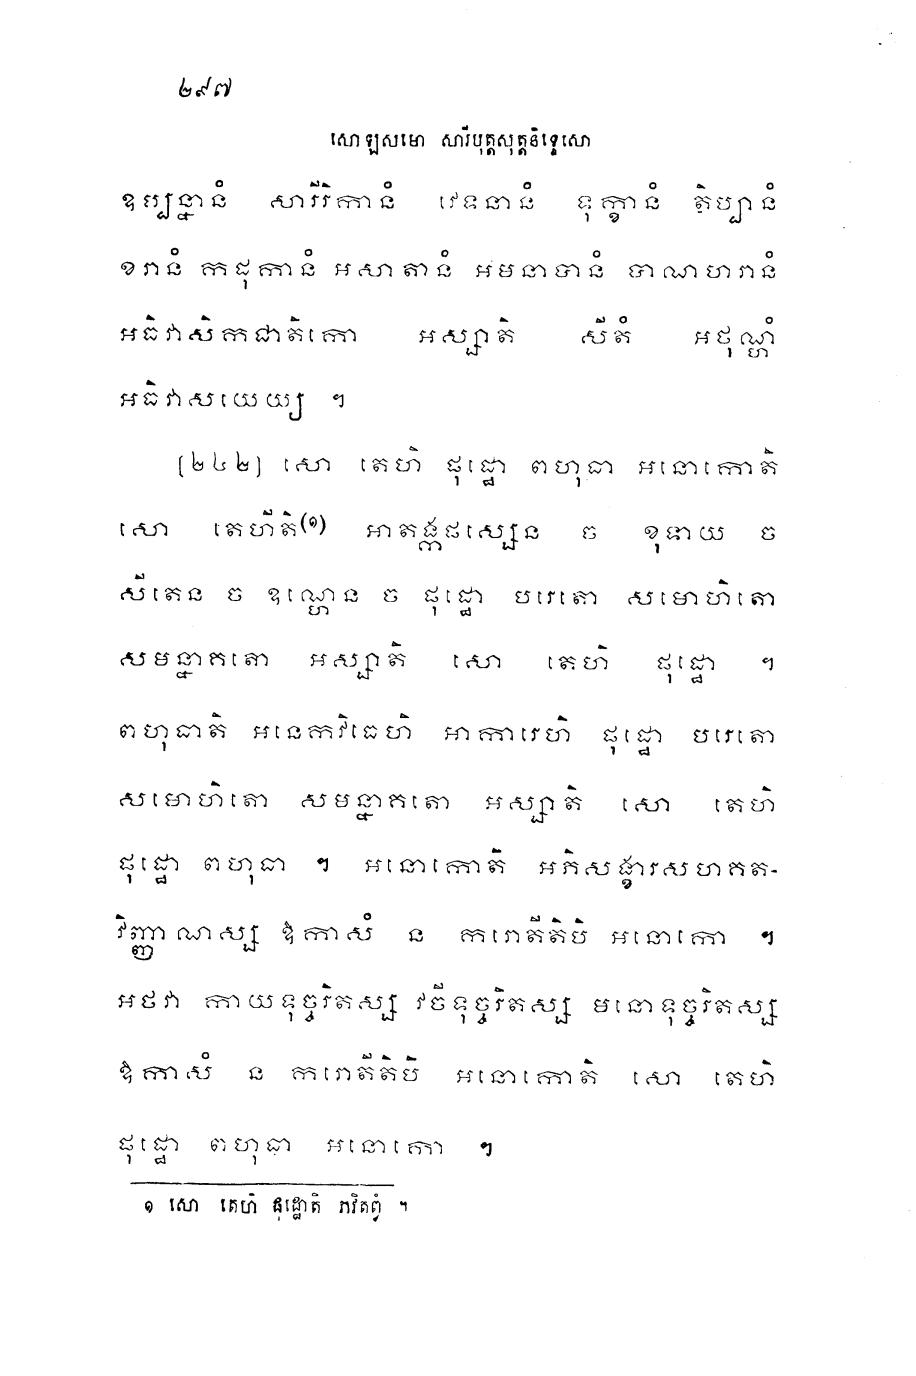 ២៩៧
សោឡសមោ សារីបុត្តសុត្តនិទ្ទេសោ
ឧប្បន្នានំ សារីរិកានំ វេទនានំ ទុក្ខានំ តិប្បានំ
ខរានំ កដុកានំ អសាតានំ អមនាបានំ បាណហរានំ
អធិវាសិកជាតិកោ អស្សាតិ សីតំ អថុណ្ហំ
អធិវាសយេយ្យ ។
[២៤២] សោ តេហិ ផុដ្ឋោ ពហុធា អនោកោតិ
សោ តេហីតិ(១) អាតង្កផស្សេន ច ខុទាយ ច
សីតេន ច ឧណ្ហេន ច ផុដ្ឋោ បរេតោ សមោហិតោ
សមន្នាគតោ អស្សាតិ សោ តេហិ ផុដ្ឋោ ។
ពហុធាតិ អនេកវិធេហិ អាការេហិ ផុដ្ឋោ បរេតោ
សមោហិតោ សមន្នាគតោ អស្សាតិ សោ តេហិ
ផុដ្ឋោ ពហុធា ។ អនោកោតិ អភិសង្ខារសហគត-
វិញ្ញាណស្ស ឱកាសំ ន ករោតីតិបិ អនោកោ ។
អថវា កាយទុច្ចរិតស្ស វចីទុច្ចរិតស្ស មនោទុច្ចរិតស្ស
ឱកាសំ ន ករោតីតិបិ អនោកោតិ សោ តេហិ
ផុដ្ឋោ ពហុធា អនោកោ ។
១ សោ តេហិ ផុដ្ឋោតិ ភវិតព្វំ ។